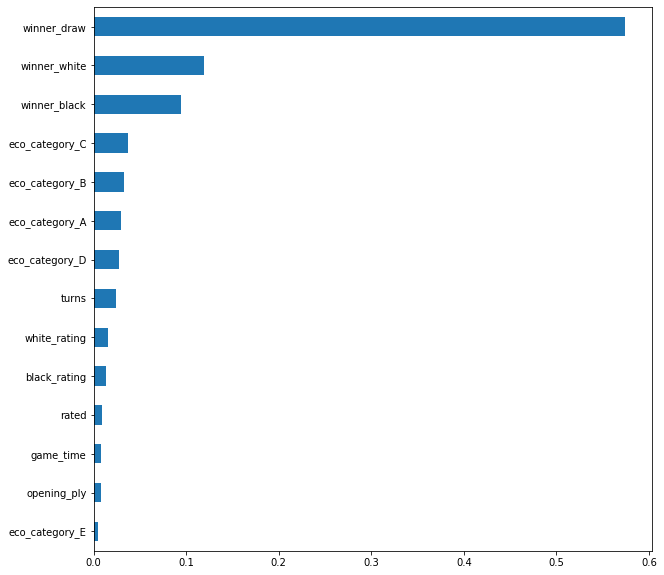 winner_draw
winner_white
winner_black
eco_category_C
eco_category_B
eco_category_A
eco_category_D
turns
white_rating
black_rating
rated
game_time
opening_ply
eco_category_E
0.0 0.1 0.2 0.3 0.4 0.5 0.6